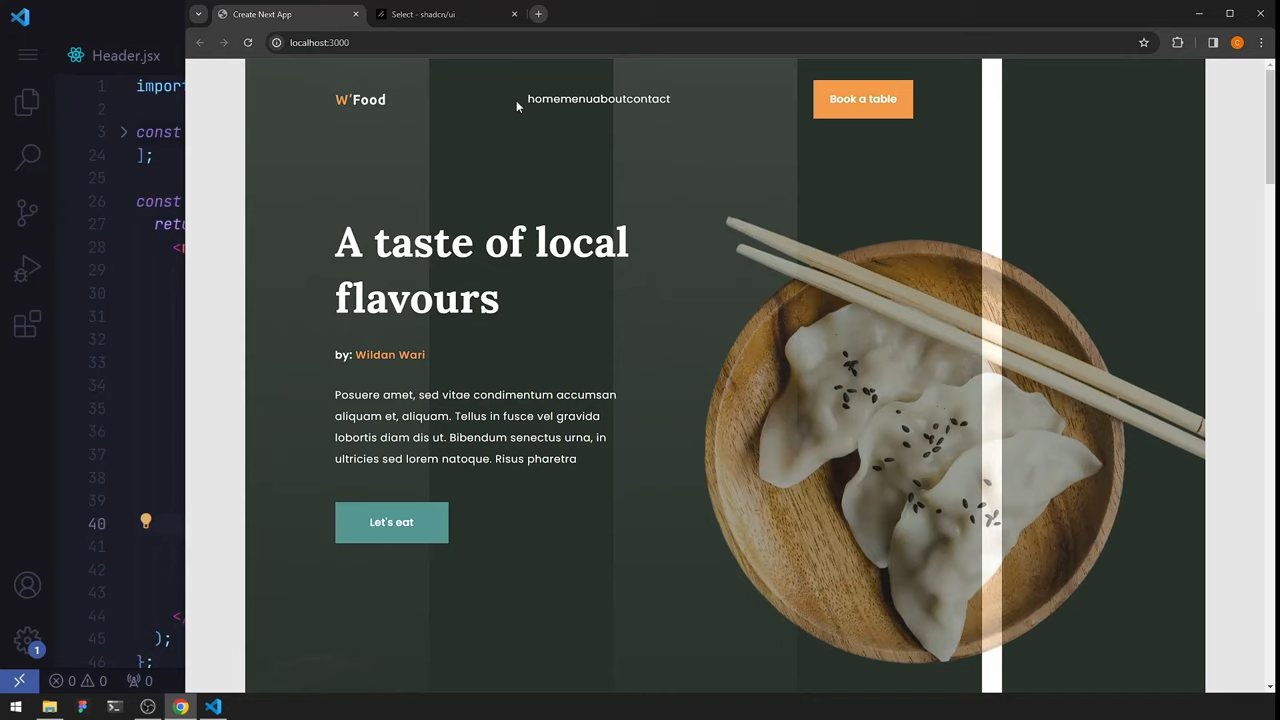 Create Next App
Select - shadcn/ui
localhost:3000
C
Header.jsx
1 import
2
3 const
24 ];
25
26 const
27 retu
28 <n
29
30
31
32
33
34
35
36
37
38
39
40
41
42
43
44 </
45 );
46 };
W'Food
homemenuaboutcontact
Book a table
A taste of local
flavours
by: Wildan Wari
Posuere amet, sed vitae condimentum accumsan
aliquam et, aliquam. Tellus in fusce vel gravida
lobortis diam dis ut. Bibendum senectus urna, in
ultricies sed lorem natoque. Risus pharetra
Let's eat
1
0 0 0